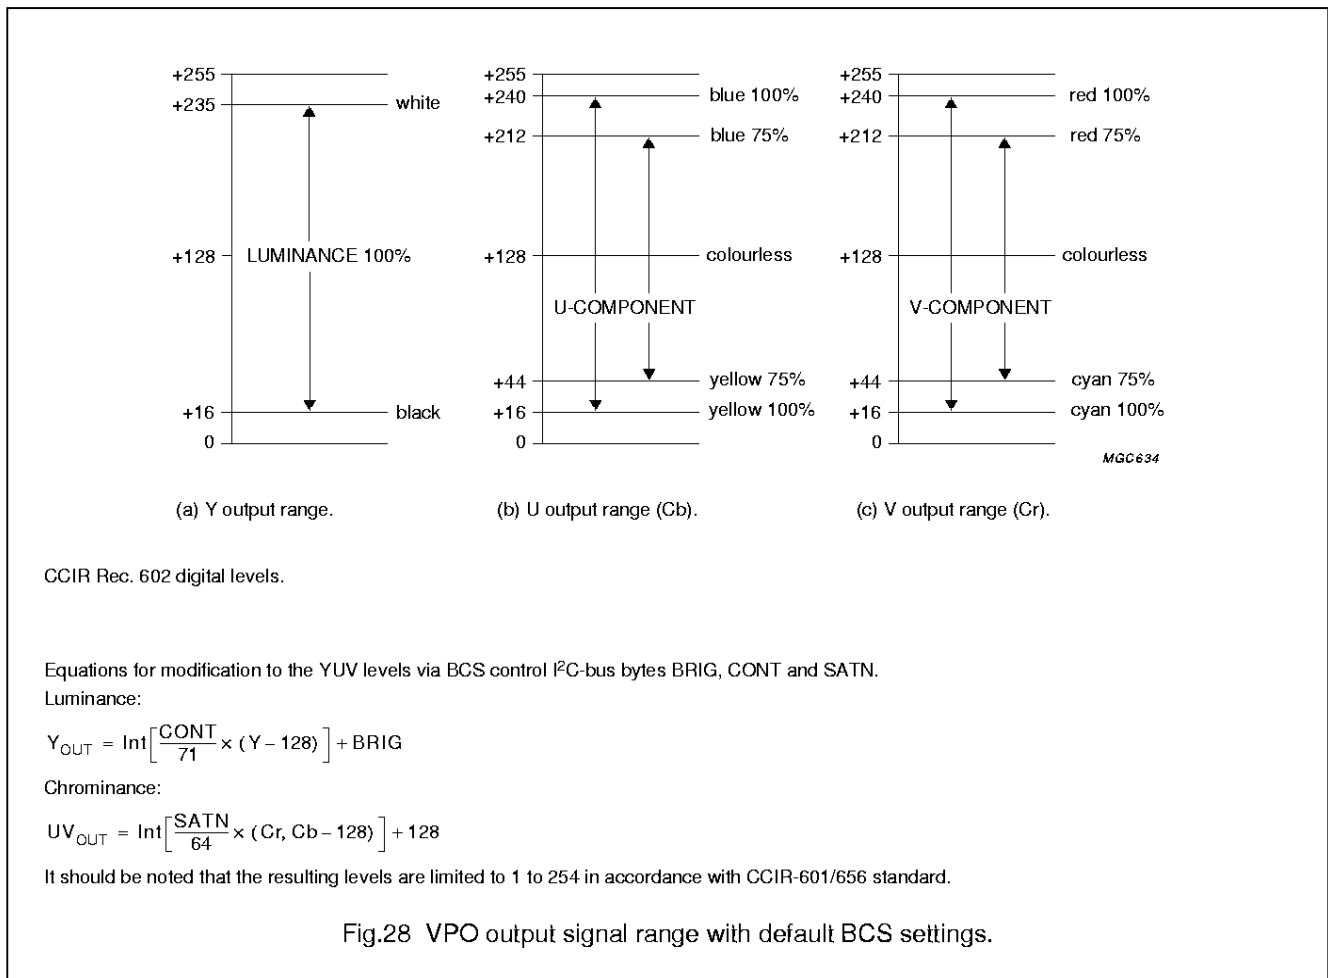 +255
+235
white
+128
LUMINANCE 100%
+16
black
0
(a) Y output range.
+255
+240
blue 100%
+212
blue 75%
+128
colourless
U-COMPONENT
+44
yellow 75%
+16
yellow 100%
0
(b) U output range (Cb).
+255
+240
red 100%
+212
red 75%
+128
colourless
V-COMPONENT
+44
cyan 75%
+16
cyan 100%
0
MGC634
(c) V output range (Cr).
CCIR Rec. 602 digital levels.
Equations for modification to the YUV levels via BCS control I²C-bus bytes BRIG, CONT and SATN.
Luminance:
Y_OUT = Int[CONT/71 × (Y – 128)] + BRIG
Chrominance:
UV_OUT = Int[SATN/64 × (Cr, Cb – 128)] + 128
It should be noted that the resulting levels are limited to 1 to 254 in accordance with CCIR-601/656 standard.
Fig.28 VPO output signal range with default BCS settings.